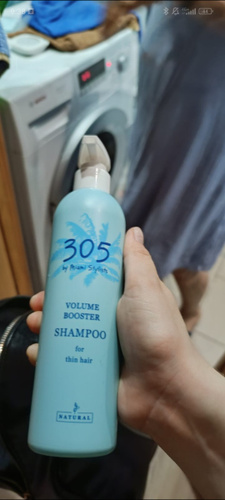 305
by Miami Stylists
VOLUME
BOOSTER
SHAMPOO
for
thin hair
NATURAL